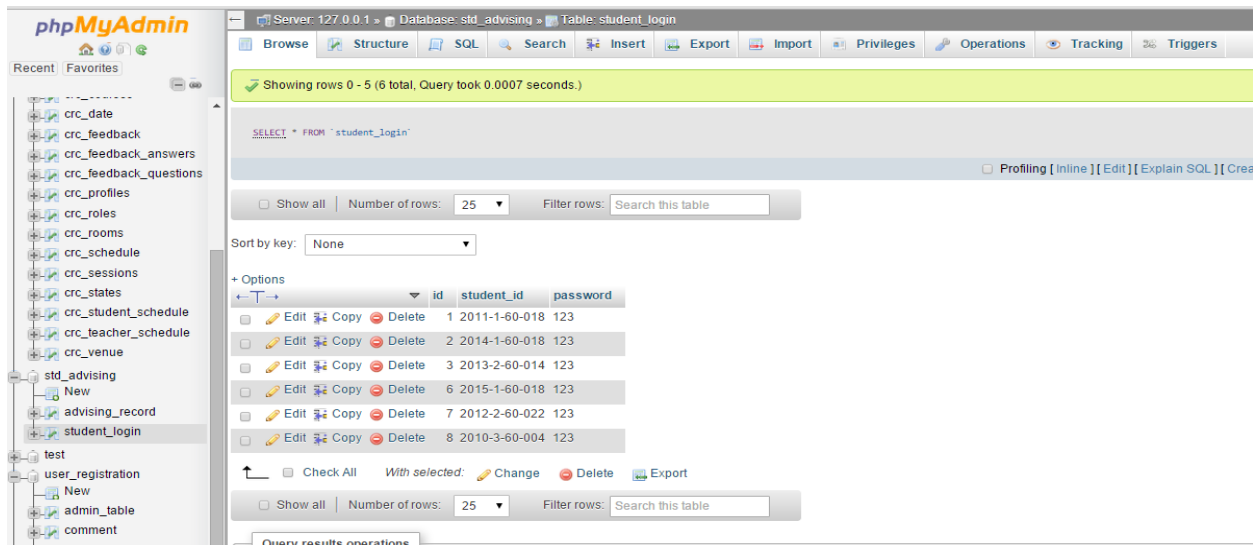 phpMyAdmin
Recent Favorites
crc_date
crc_feedback
crc_feedback_answers
crc_feedback_questions
crc_profiles
crc_roles
crc_rooms
crc_schedule
crc_sessions
crc_states
crc_student_schedule
crc_teacher_schedule
crc_venue
std_advising
New
advising_record
student_login
test
user_registration
New
admin_table
comment
Server: 127.0.0.1 » Database: std_advising » Table: student_login
Browse Structure SQL Search Insert Export Import Privileges Operations Tracking Triggers
Showing rows 0 - 5 (6 total, Query took 0.0007 seconds.)
SELECT * FROM `student_login`
Profiling [ Inline ] [ Edit ] [ Explain SQL ] [ Crea
Show all Number of rows: 25 Filter rows: Search this table
Sort by key: None
+ Options
id student_id password
Edit Copy Delete 1 2011-1-60-018 123
Edit Copy Delete 2 2014-1-60-018 123
Edit Copy Delete 3 2013-2-60-014 123
Edit Copy Delete 6 2015-1-60-018 123
Edit Copy Delete 7 2012-2-60-022 123
Edit Copy Delete 8 2010-3-60-004 123
Check All With selected: Change Delete Export
Show all Number of rows: 25 Filter rows: Search this table
Query results operations